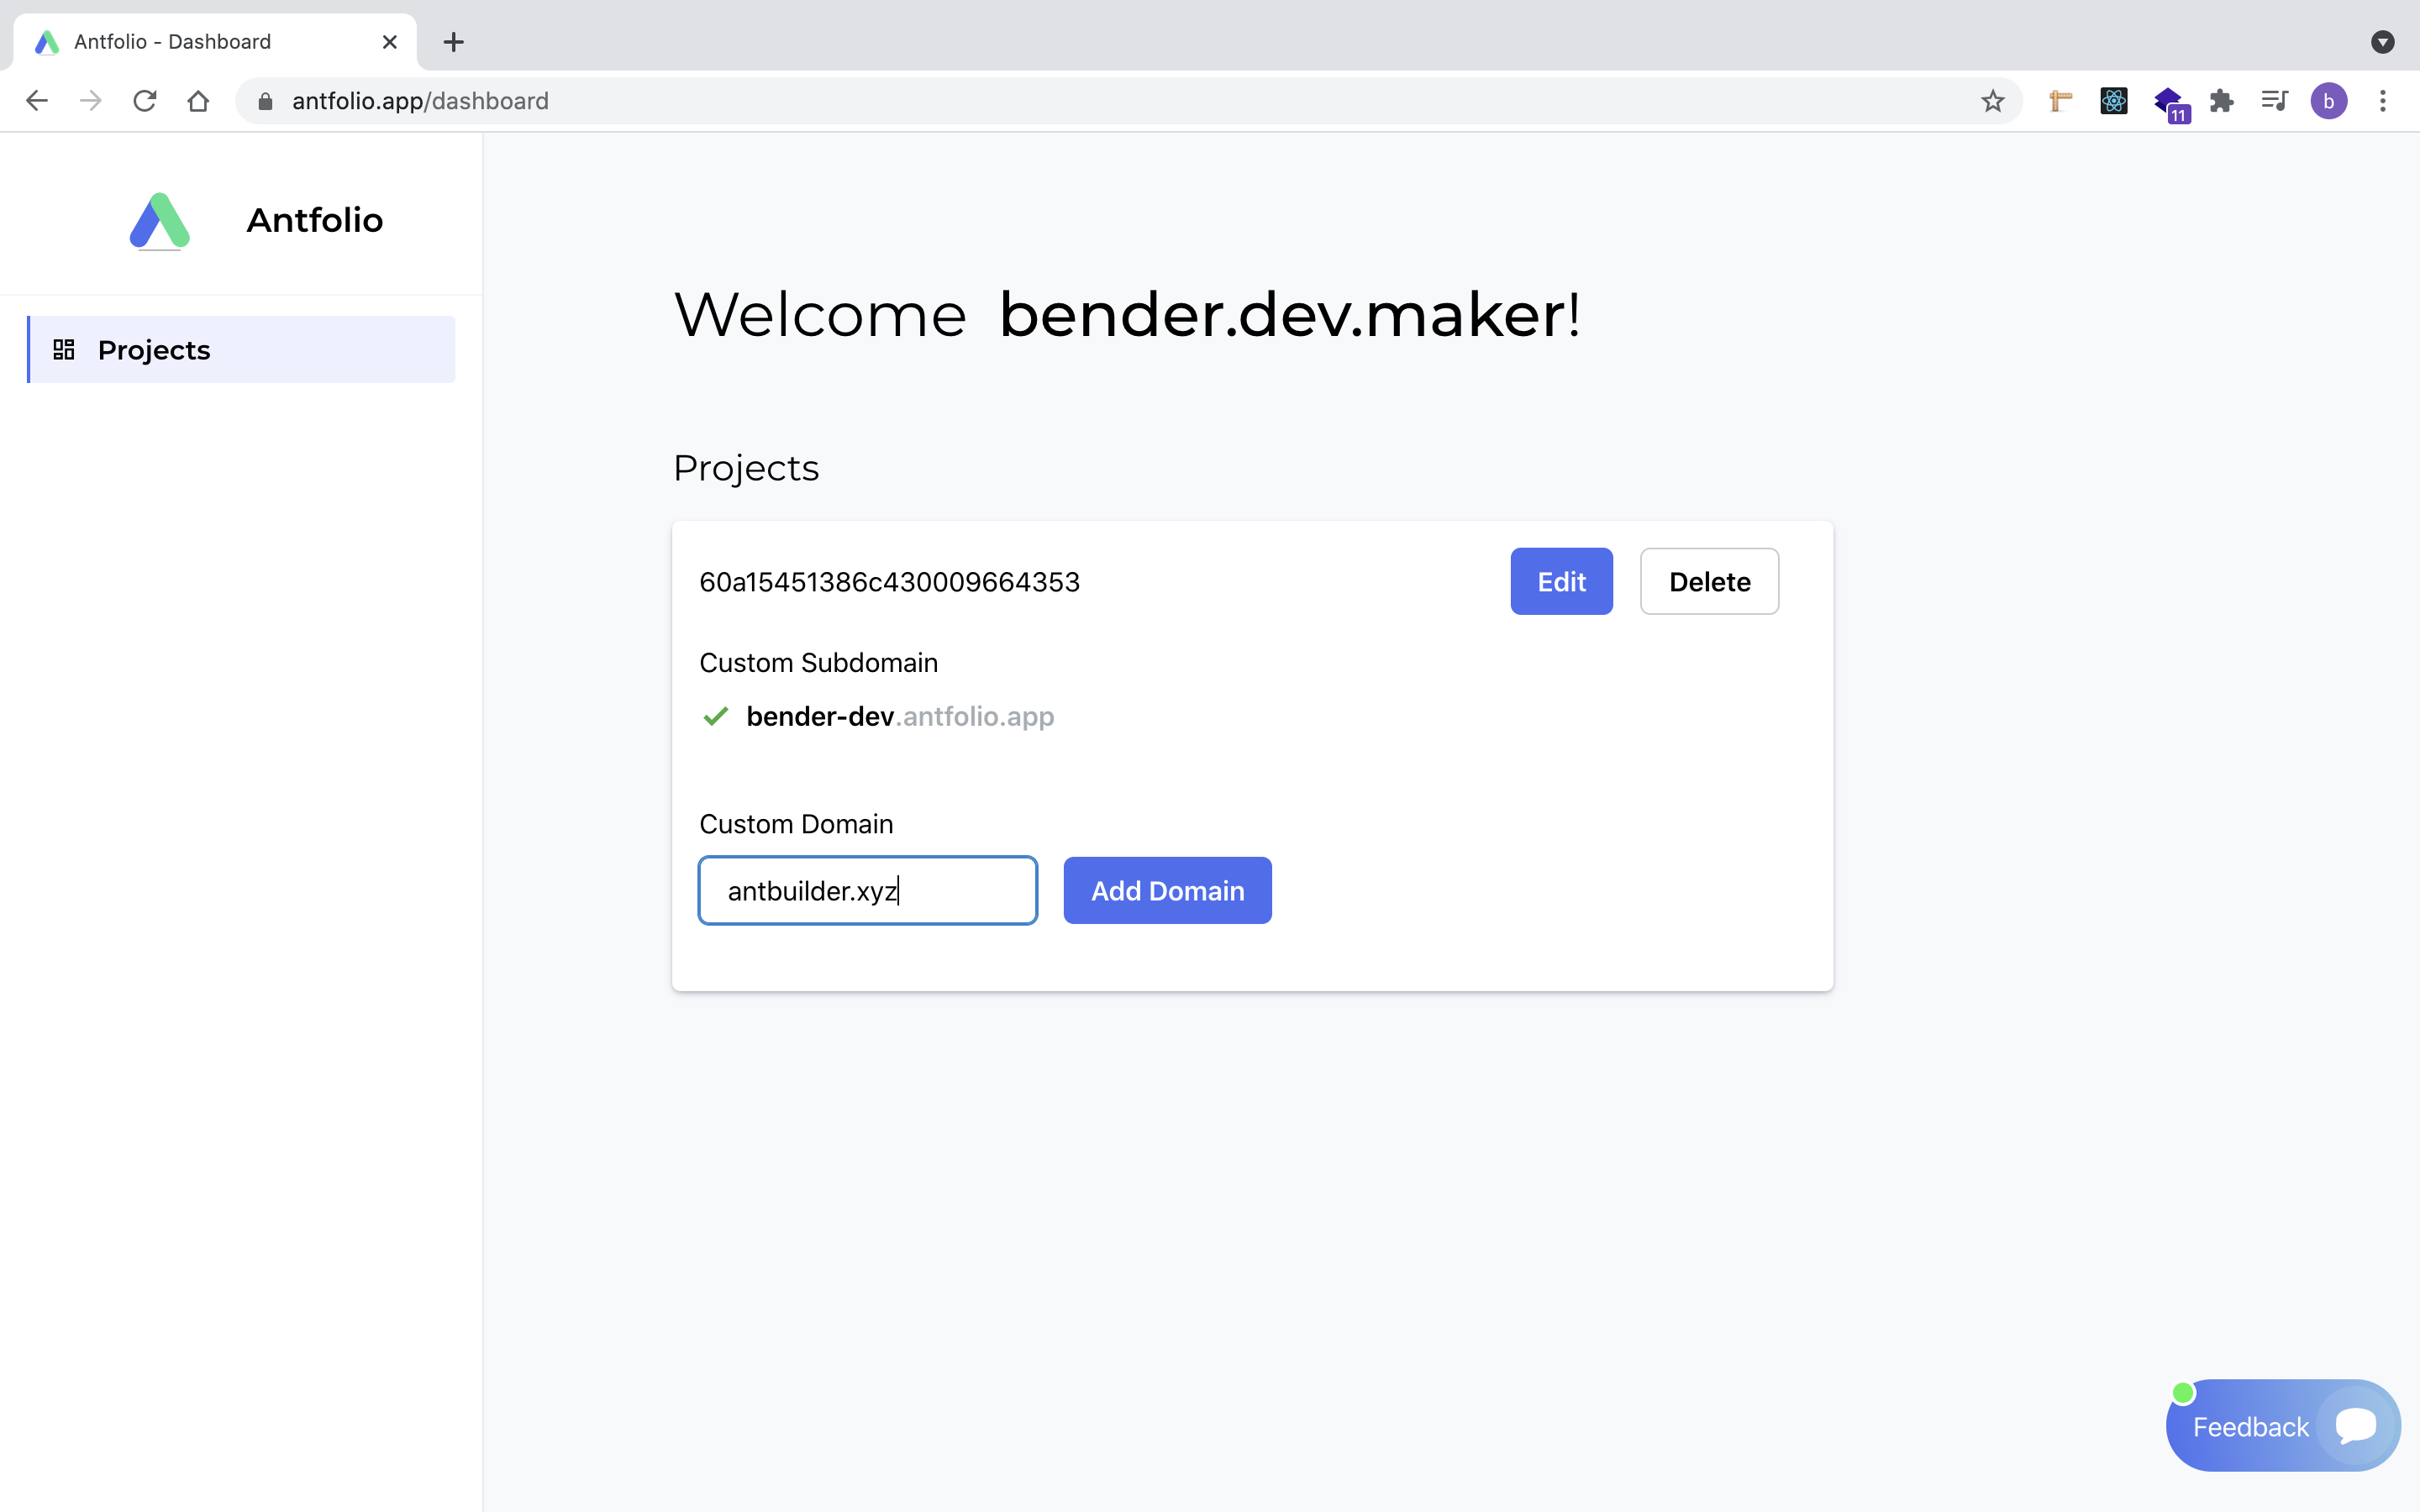 Antfolio - Dashboard
antfolio.app/dashboard
11
b
Antfolio
Projects
Welcome bender.dev.maker!
Projects
60a15451386c430009664353
Edit
Delete
Custom Subdomain
bender-dev.antfolio.app
Custom Domain
antbuilder.xyz
Add Domain
Feedback